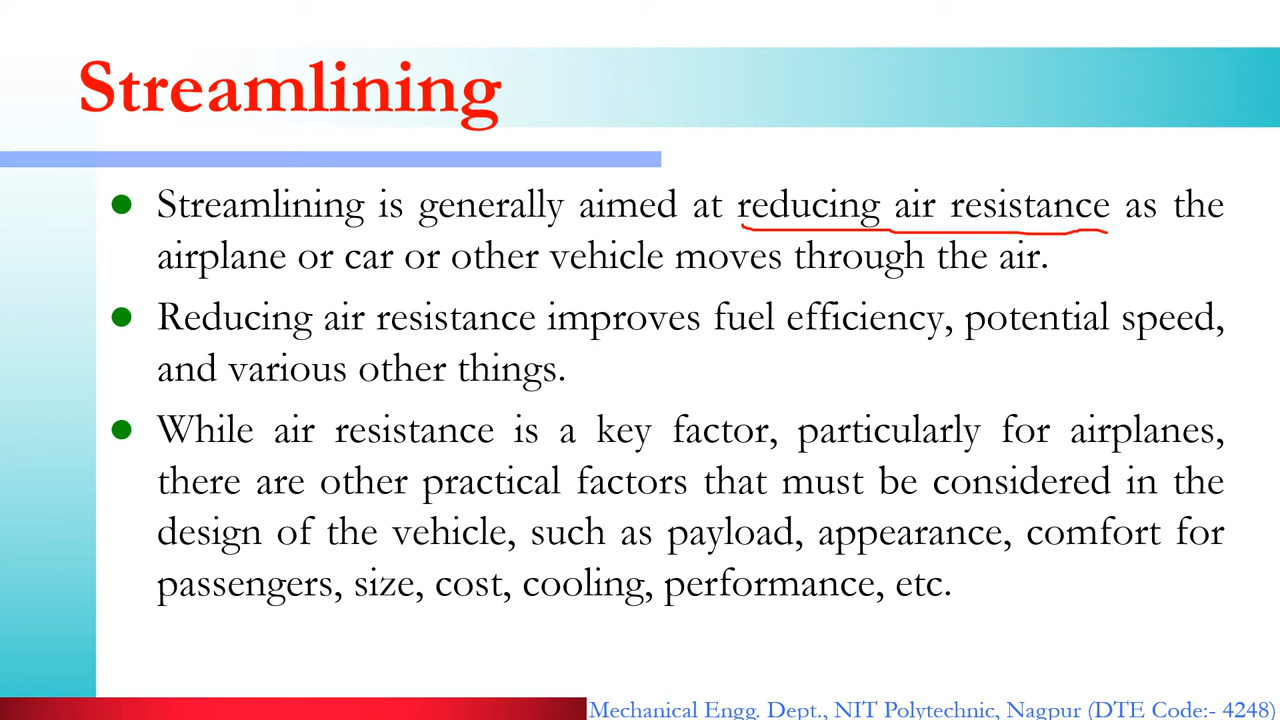 Streamlining
Streamlining is generally aimed at reducing air resistance as the
airplane or car or other vehicle moves through the air.
Reducing air resistance improves fuel efficiency, potential speed,
and various other things.
While air resistance is a key factor, particularly for airplanes,
there are other practical factors that must be considered in the
design of the vehicle, such as payload, appearance, comfort for
passengers, size, cost, cooling, performance, etc.
Mechanical Engg. Dept., NIT Polytechnic, Nagpur (DTE Code:- 4248)